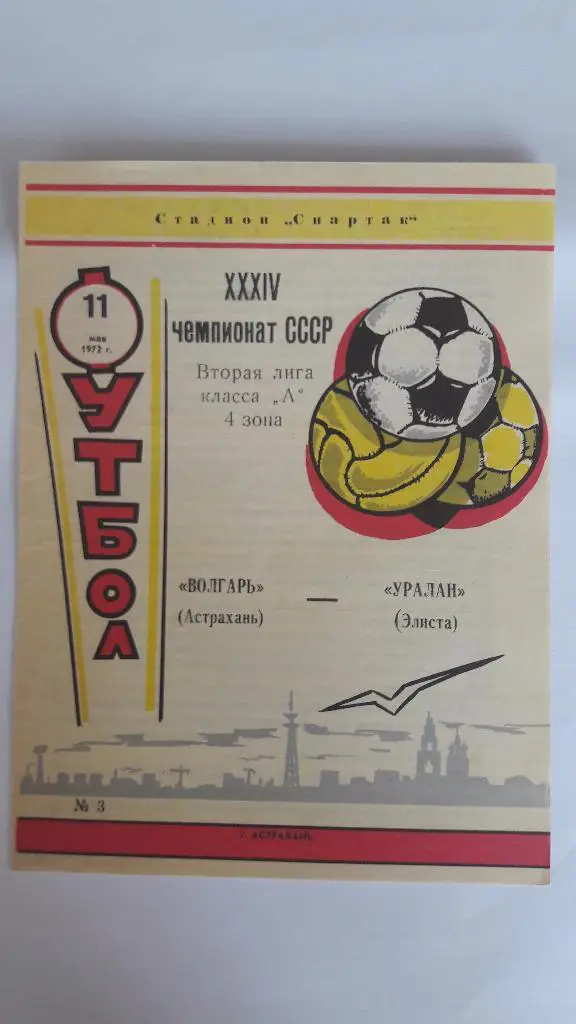 Стадион „Спартак“
11
мая
1972 г.
ФУТБОЛ
XXXIV
чемпионат СССР
Вторая лига
класса „А“
4 зона
«ВОЛГАРЬ» — «УРАЛАН»
(Астрахань) (Элиста)
№ 3
г. АСТРАХАНЬ